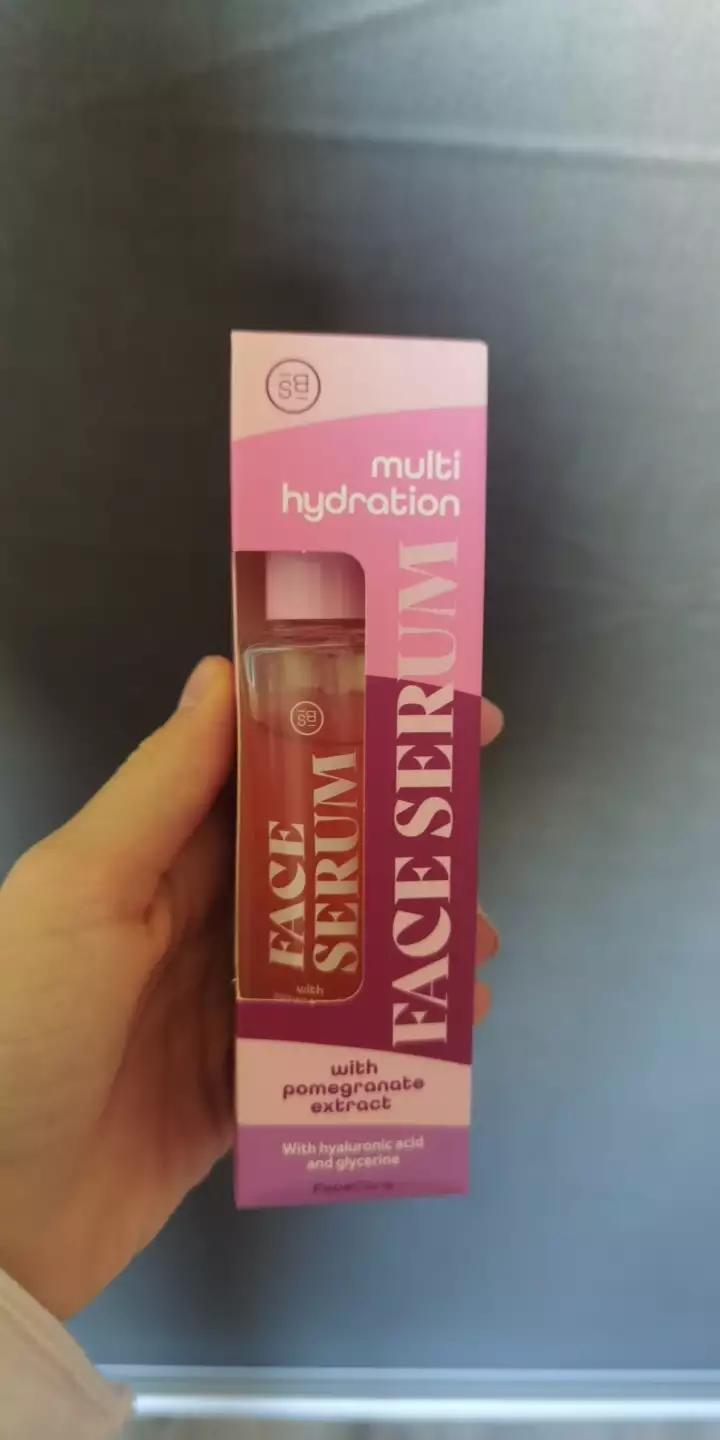 BS
multi
hydration
FACE SERUM
BS
FACE
SERUM
with
with
pomegranate
extract
With hyaluronic acid
and glycerine